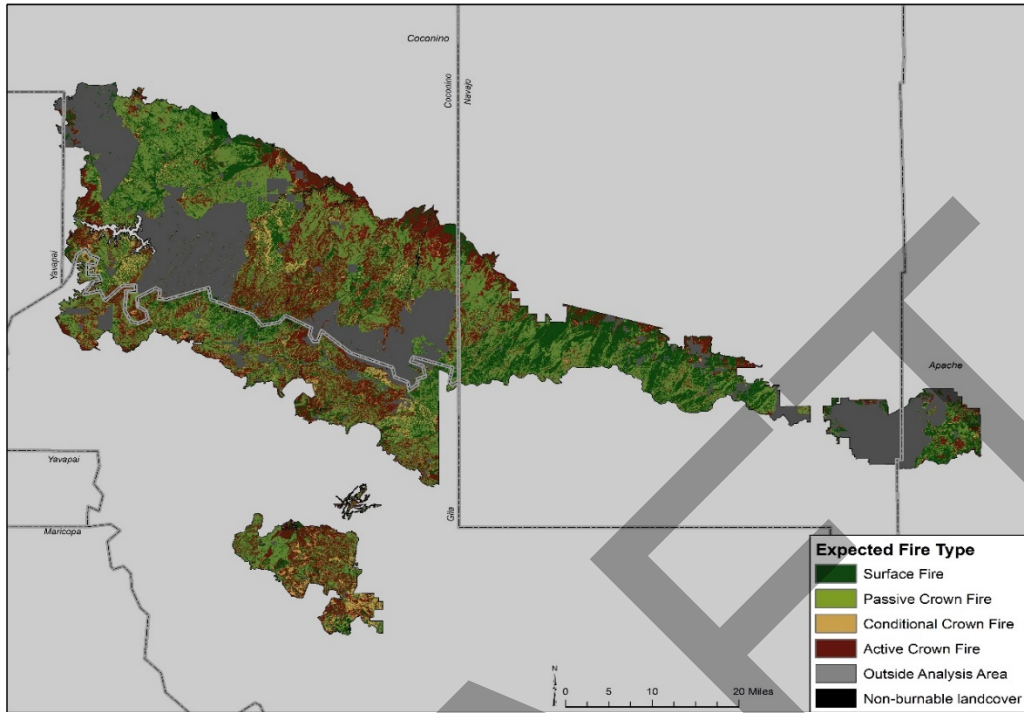 Coconino
Coconino
Navajo
Yavapai
Apache
Yavapai
Maricopa
Gila
Expected Fire Type
Surface Fire
Passive Crown Fire
Conditional Crown Fire
Active Crown Fire
Outside Analysis Area
Non-burnable landcover
N
0 5 10 20 Miles